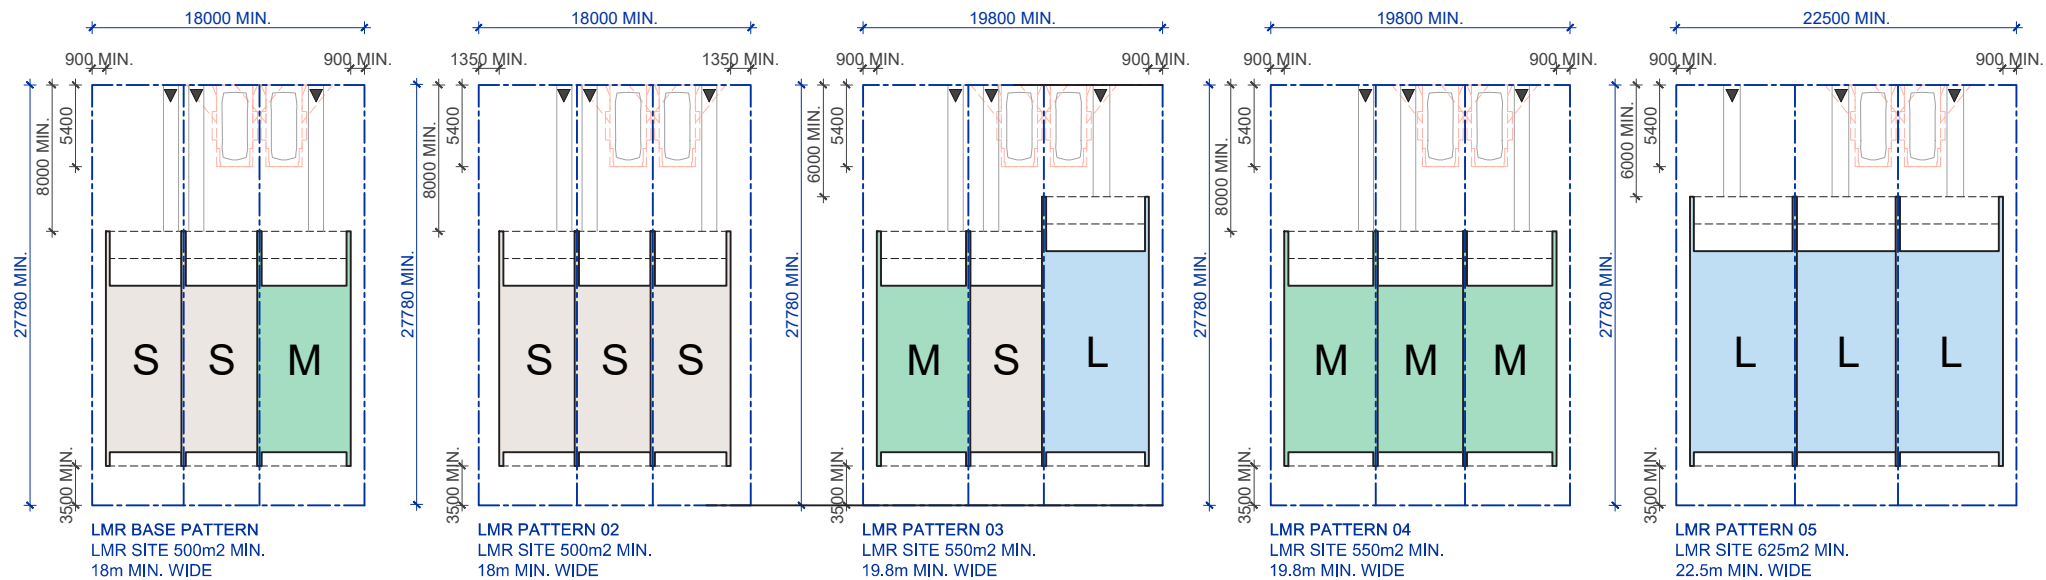 18000 MIN.
900 MIN.
900 MIN.
5400
8000 MIN.
27780 MIN.
3500 MIN.
S
S
M
LMR BASE PATTERN
LMR SITE 500m2 MIN.
18m MIN. WIDE
18000 MIN.
1350 MIN.
1350 MIN.
5400
8000 MIN.
27780 MIN.
3500 MIN.
S
S
S
LMR PATTERN 02
LMR SITE 500m2 MIN.
18m MIN. WIDE
19800 MIN.
900 MIN.
900 MIN.
5400
6000 MIN.
27780 MIN.
3500 MIN.
M
S
L
LMR PATTERN 03
LMR SITE 550m2 MIN.
19.8m MIN. WIDE
19800 MIN.
900 MIN.
900 MIN.
5400
8000 MIN.
27780 MIN.
3500 MIN.
M
M
M
LMR PATTERN 04
LMR SITE 550m2 MIN.
19.8m MIN. WIDE
22500 MIN.
900 MIN.
900 MIN.
5400
6000 MIN.
27780 MIN.
3500 MIN.
L
L
L
LMR PATTERN 05
LMR SITE 625m2 MIN.
22.5m MIN. WIDE